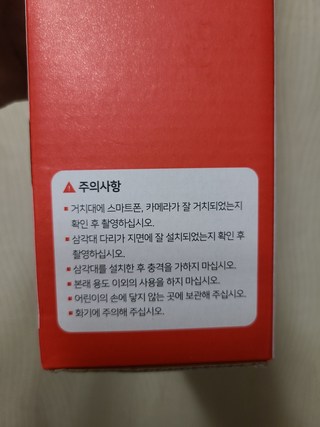 주의사항
거치대에 스마트폰, 카메라가 잘 거치되었는지
확인 후 촬영하십시오.
삼각대 다리가 지면에 잘 설치되었는지 확인 후
촬영하십시오.
삼각대를 설치한 후 충격을 가하지 마십시오.
본래 용도 이외의 사용을 하지 마십시오.
어린이의 손에 닿지 않는 곳에 보관해 주십시오.
화기에 주의해 주십시오.